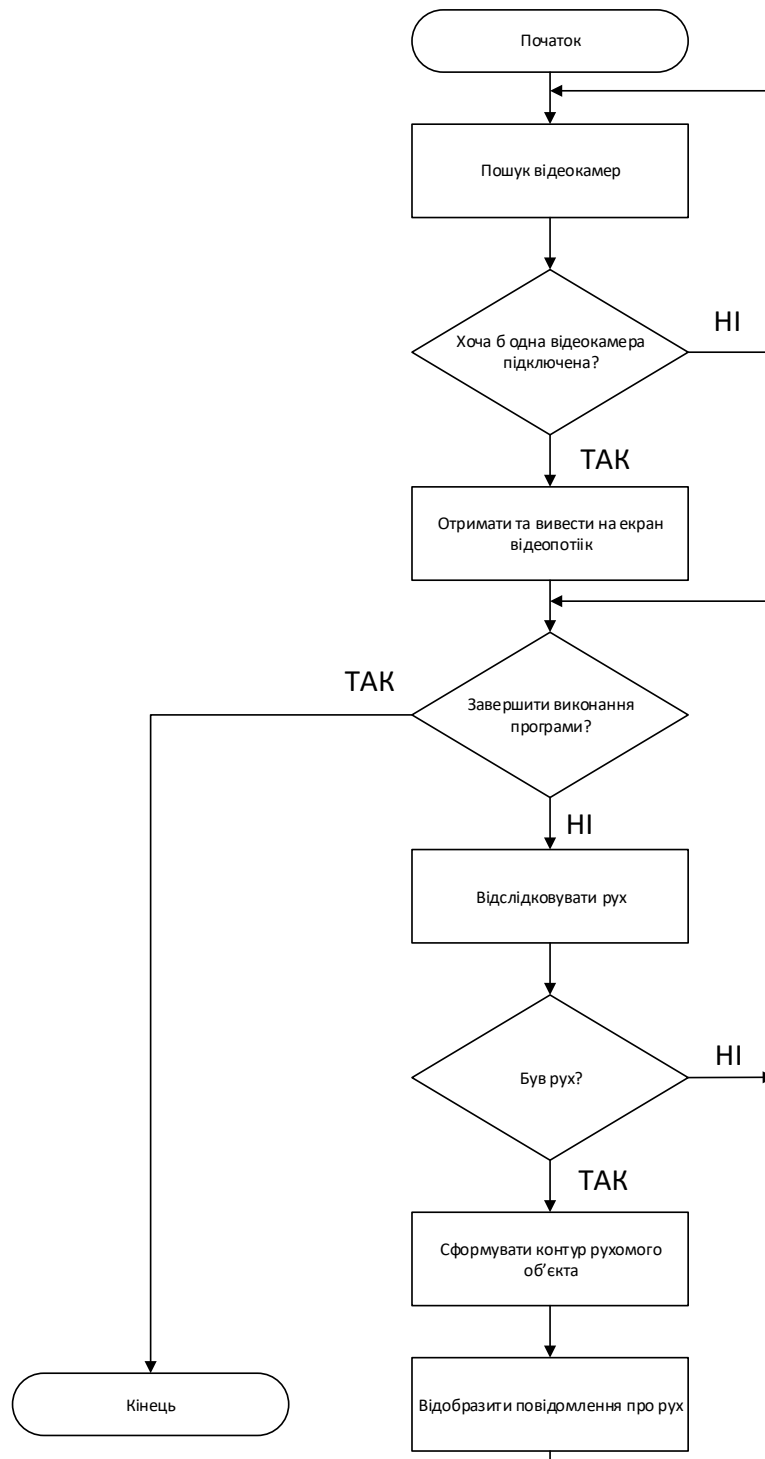 Початок
Пошук відеокамер
Хоча б одна відеокамера
підключена?
НІ
ТАК
Отримати та вивести на екран
відеопотіік
ТАК
Завершити виконання
програми?
НІ
Відслідковувати рух
Був рух?
НІ
ТАК
Сформувати контур рухомого
об’єкта
Кінець
Відобразити повідомлення про рух